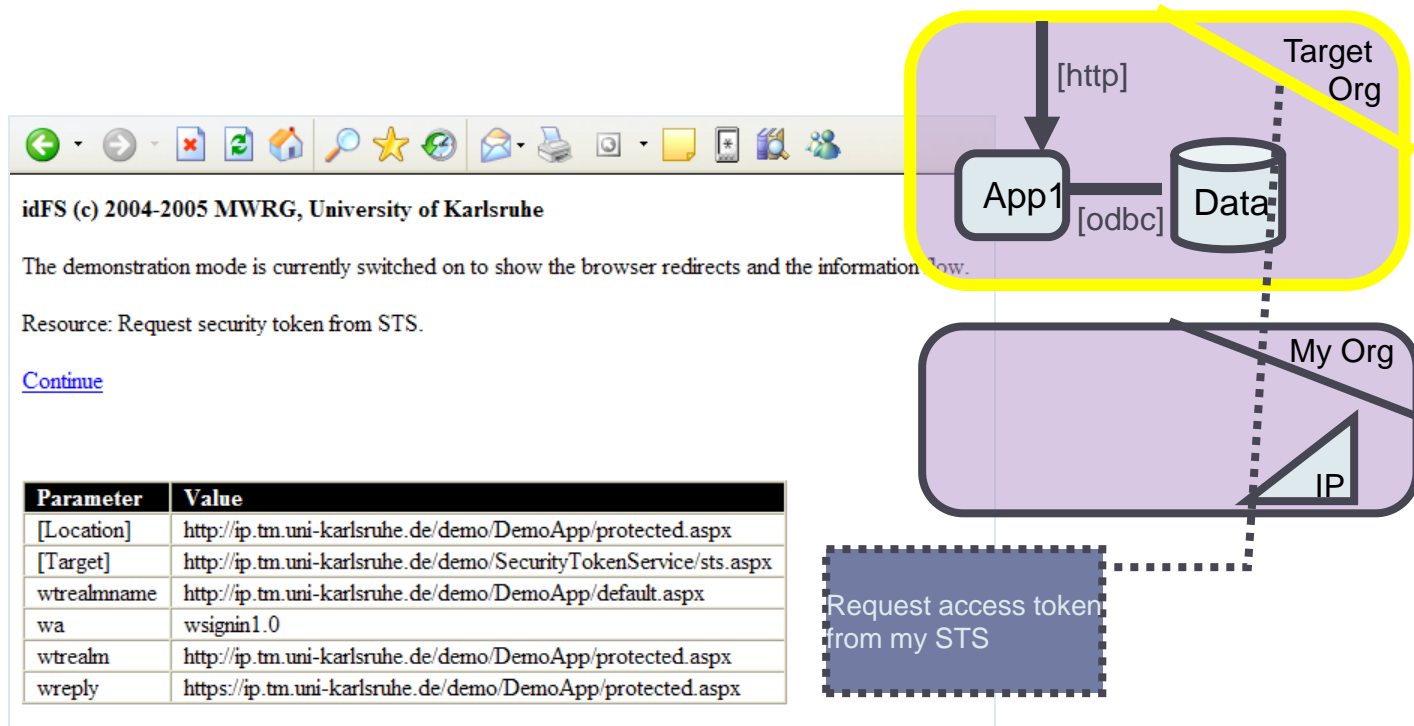 idFS (c) 2004-2005 MWRG, University of Karlsruhe
The demonstration mode is currently switched on to show the browser redirects and the information flow.
Resource: Request security token from STS.
Continue
Parameter Value
[Location] http://ip.tm.uni-karlsruhe.de/demo/DemoApp/protected.aspx
[Target] http://ip.tm.uni-karlsruhe.de/demo/SecurityTokenService/sts.aspx
wtrealmname http://ip.tm.uni-karlsruhe.de/demo/DemoApp/default.aspx
wa wsignin1.0
wtrealm http://ip.tm.uni-karlsruhe.de/demo/DemoApp/protected.aspx
wreply https://ip.tm.uni-karlsruhe.de/demo/DemoApp/protected.aspx
Target
Org
[http]
App1
[odbc]
Data
My Org
IP
Request access token
from my STS